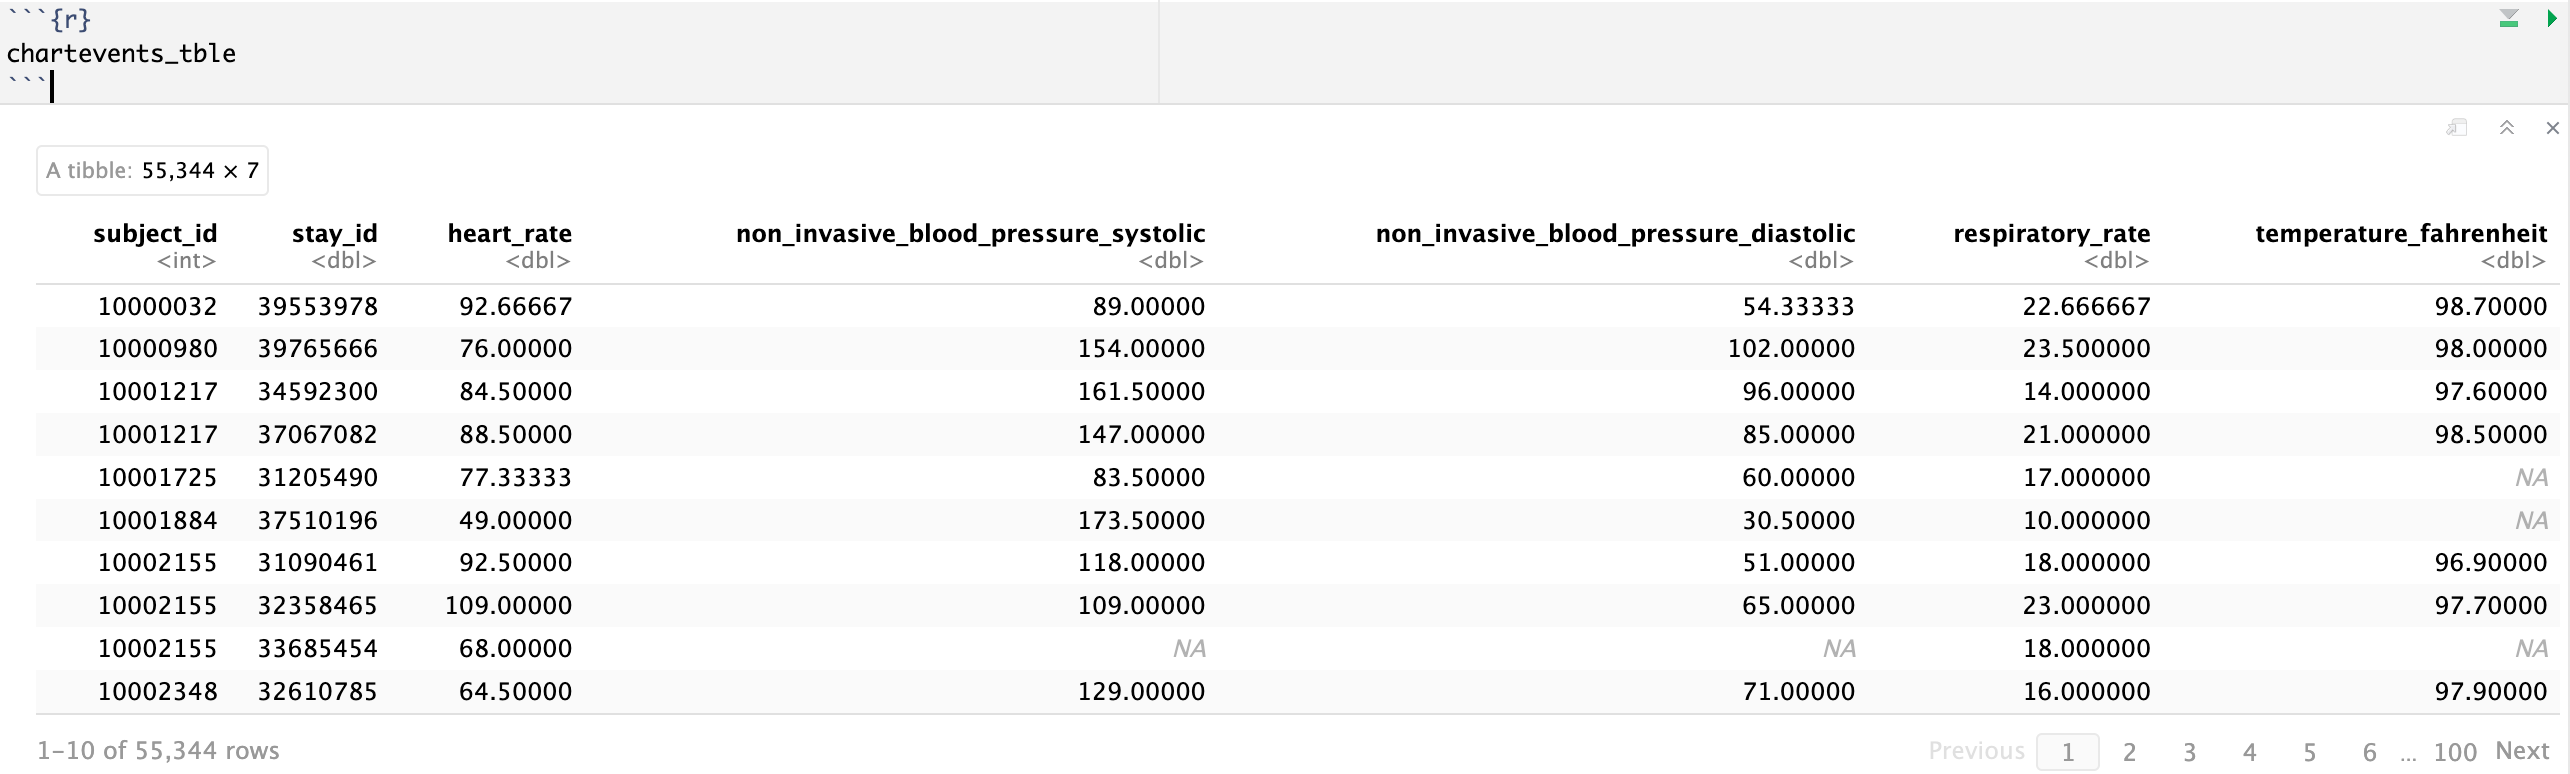 ```{r}
chartevents_tble
```
A tibble: 55,344 × 7
subject_id stay_id heart_rate non_invasive_blood_pressure_systolic non_invasive_blood_pressure_diastolic respiratory_rate temperature_fahrenheit
<int> <dbl> <dbl> <dbl> <dbl> <dbl> <dbl>
10000032 39553978 92.66667 89.00000 54.33333 22.666667 98.70000
10000980 39765666 76.00000 154.00000 102.00000 23.500000 98.00000
10001217 34592300 84.50000 161.50000 96.00000 14.000000 97.60000
10001217 37067082 88.50000 147.00000 85.00000 21.000000 98.50000
10001725 31205490 77.33333 83.50000 60.00000 17.000000 NA
10001884 37510196 49.00000 173.50000 30.50000 10.000000 NA
10002155 31090461 92.50000 118.00000 51.00000 18.000000 96.90000
10002155 32358465 109.00000 109.00000 65.00000 23.000000 97.70000
10002155 33685454 68.00000 NA NA 18.000000 NA
10002348 32610785 64.50000 129.00000 71.00000 16.000000 97.90000
1–10 of 55,344 rows Previous 1 2 3 4 5 6 ... 100 Next